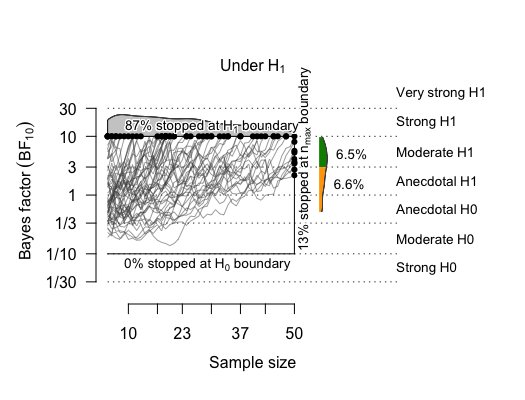 Under H1
Very strong H1
30
Strong H1
87% stopped at H1 boundary
10
Moderate H1
6.5%
3
Anecdotal H1
6.6%
1
Anecdotal H0
1/3
Moderate H0
1/10
0% stopped at H0 boundary
Strong H0
1/30
13% stopped at nmax boundary
Bayes factor (BF10)
10
23
37
50
Sample size